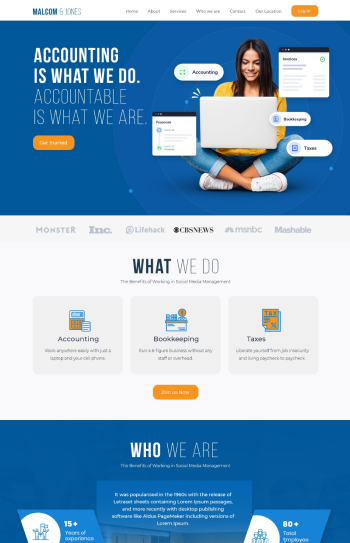 MALCOM & JONES
Home About Services Who we are Contact Our Location Log In
ACCOUNTING
IS WHAT WE DO.
ACCOUNTABLE
IS WHAT WE ARE.
Get Started
Accounting
Invoices
Bookkeeping
Proposals
Taxes
MONSTER Inc. Lifehack CBSNEWS msnbc Mashable
WHAT WE DO
The Benefits of Working in Social Media Management
Accounting
Work anywhere easily with just a
laptop and your cell phone.
Bookkeeping
Run a 6-figure business without any
staff or overhead.
Taxes
Liberate yourself from job insecurity
and living paycheck to paycheck.
Join us Now
WHO WE ARE
The Benefits of Working in Social Media Management
It was popularised in the 1960s with the release of
Letraset sheets containing Lorem Ipsum passages,
and more recently with desktop publishing
software like Aldus PageMaker including versions of
Lorem Ipsum.
15+
Years of
experience
80+
Total
Employee